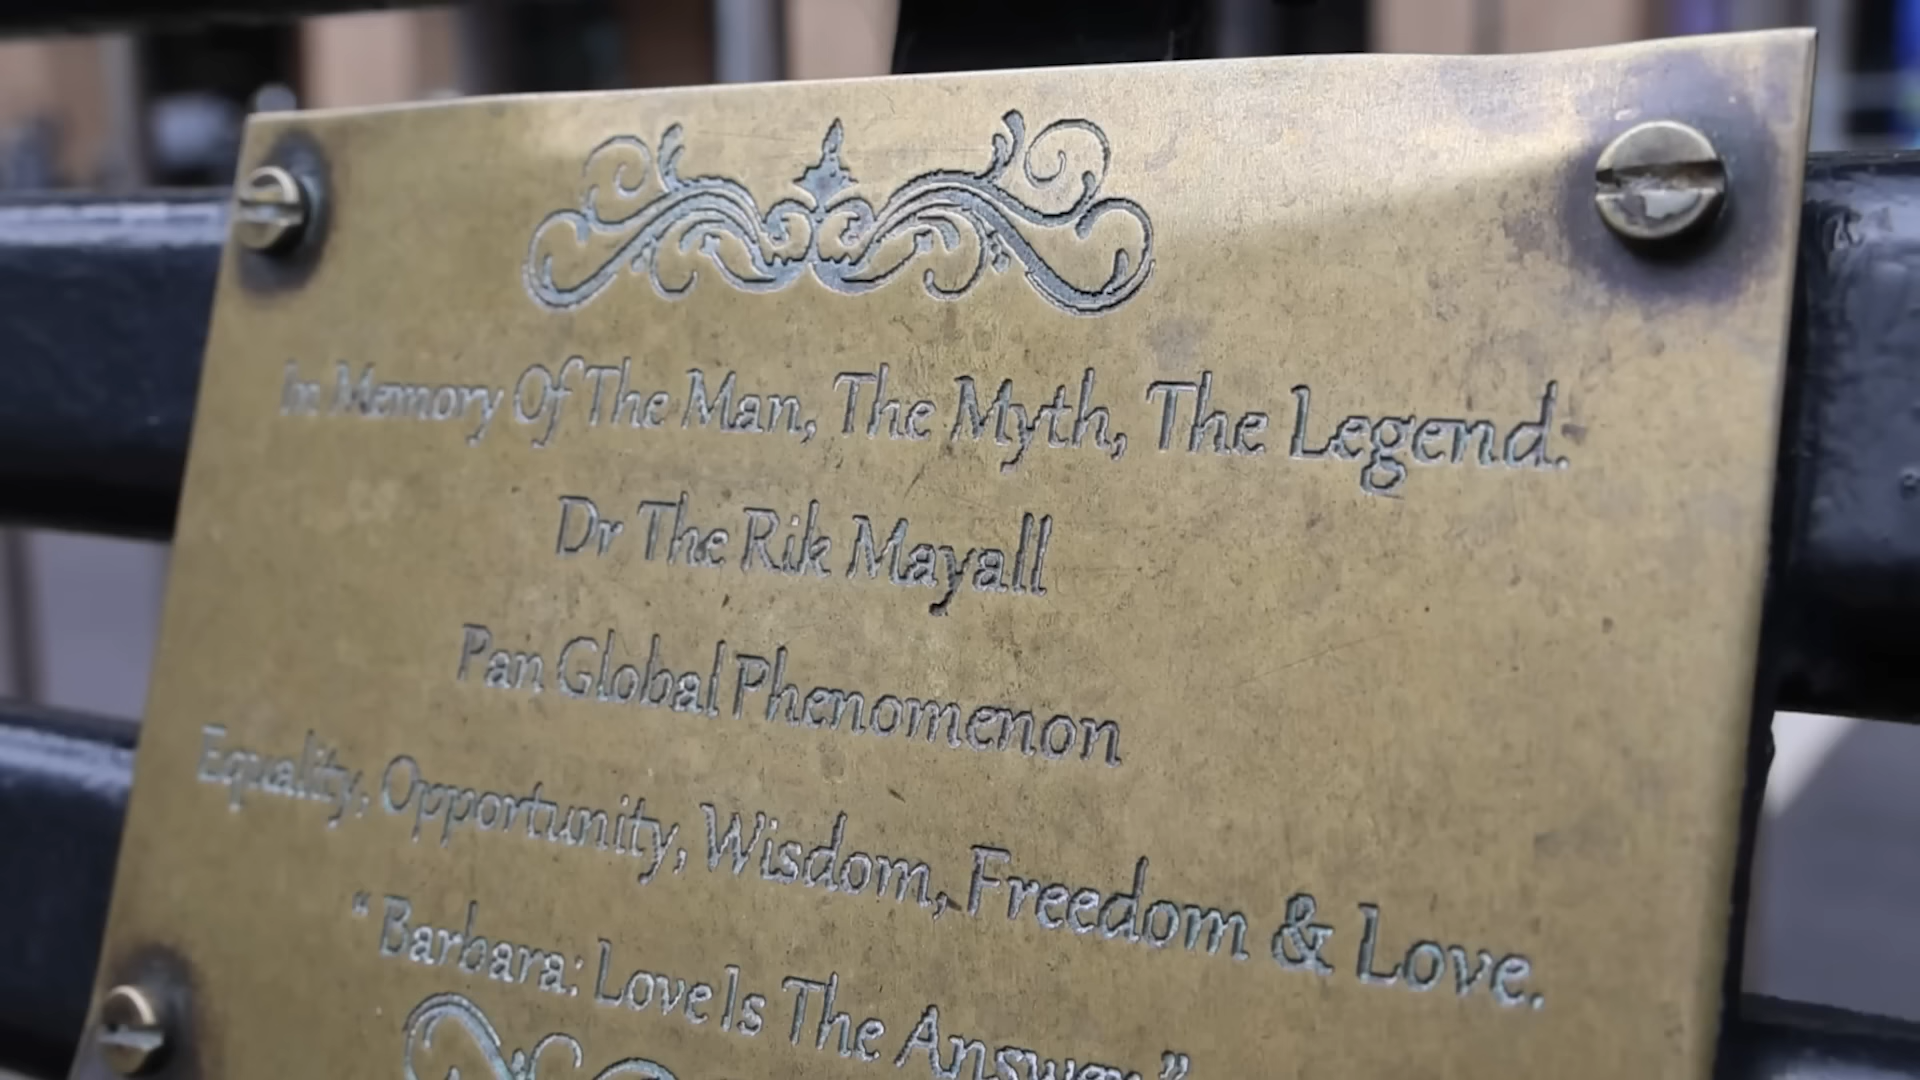 In Memory Of The Man, The Myth, The Legend.
Dr The Rik Mayall
Pan Global Phenomenon
Equality, Opportunity, Wisdom, Freedom & Love.
“Barbara: Love Is The Answer.”